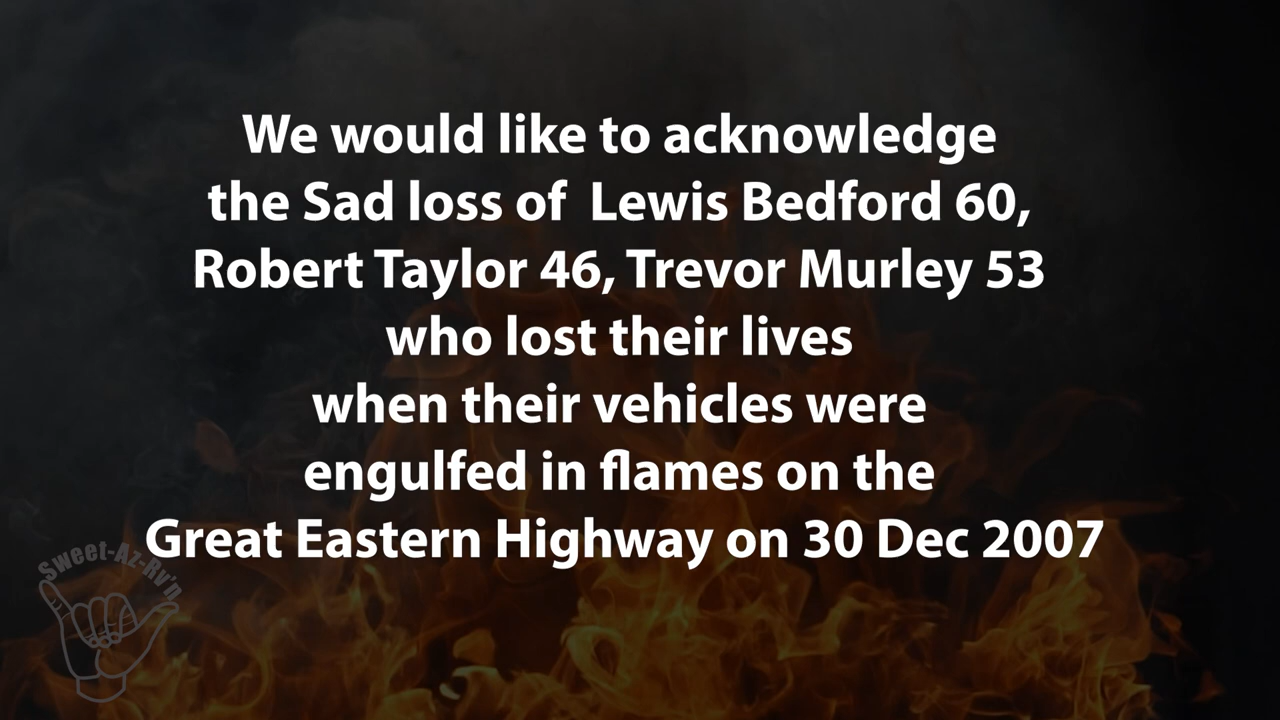 We would like to acknowledge
the Sad loss of  Lewis Bedford 60,
Robert Taylor 46, Trevor Murley 53
who lost their lives
when their vehicles were
engulfed in flames on the
Great Eastern Highway on 30 Dec 2007
Sweet-Az-Rv'n